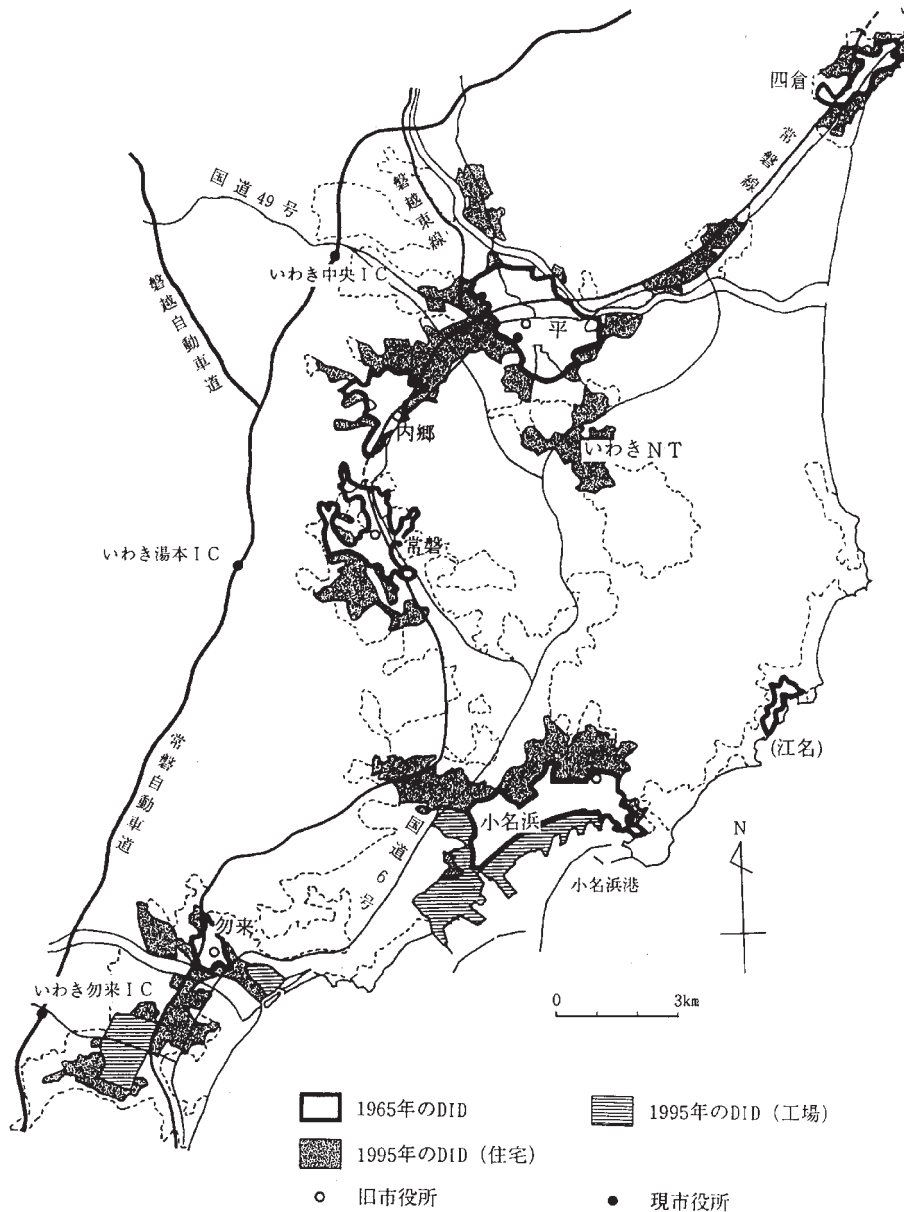 四倉
常磐線
国道49号
磐越東線
いわき中央IC
平
磐越自動車道
内郷
いわきNT
いわき湯本IC
常磐
(江名)
常磐自動車道
小名浜
国道6号
N
小名浜港
勿来
いわき勿来IC
0 3km
1965年のDID
1995年のDID(工場)
1995年のDID(住宅)
旧市役所
現市役所